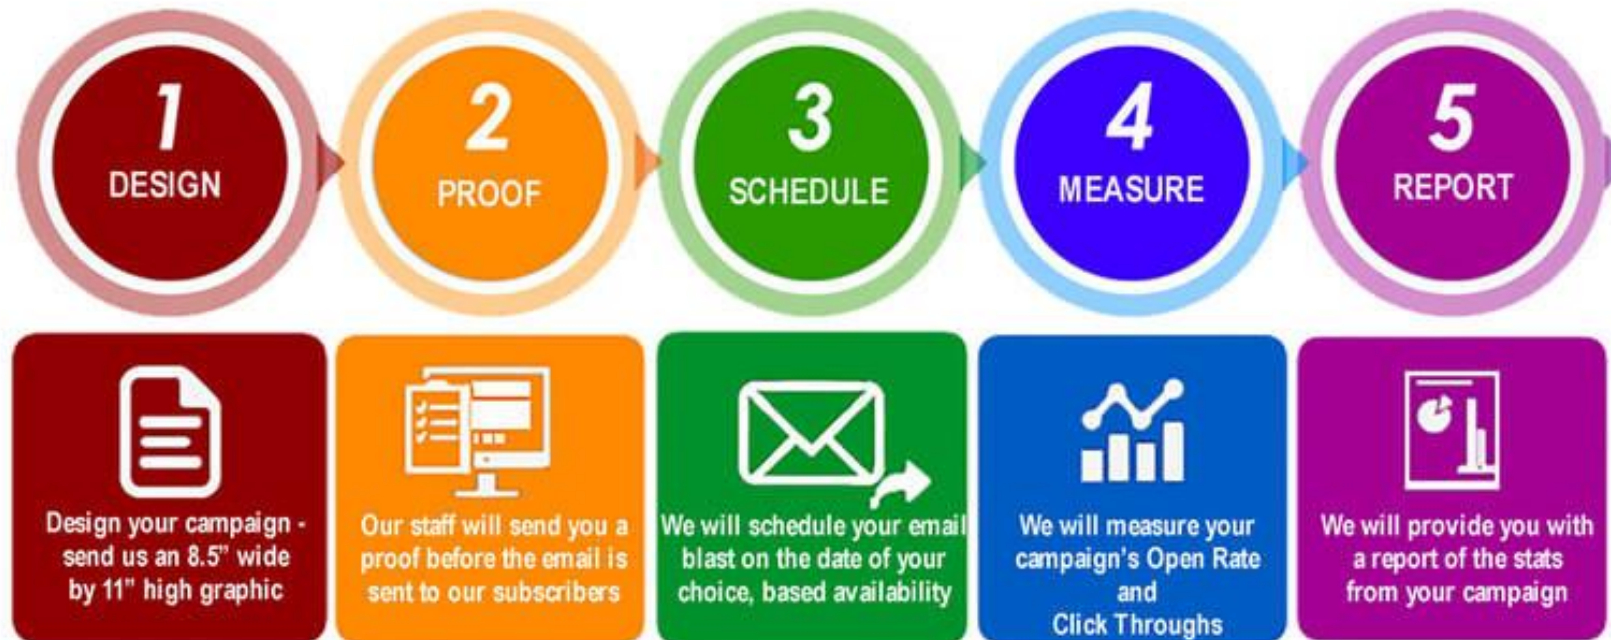 1
DESIGN
2
PROOF
3
SCHEDULE
4
MEASURE
5
REPORT
Design your campaign -
send us an 8.5” wide
by 11” high graphic
Our staff will send you a
proof before the email is
sent to our subscribers
We will schedule your email
blast on the date of your
choice, based availability
We will measure your
campaign’s Open Rate
and
Click Throughs
We will provide you with
a report of the stats
from your campaign